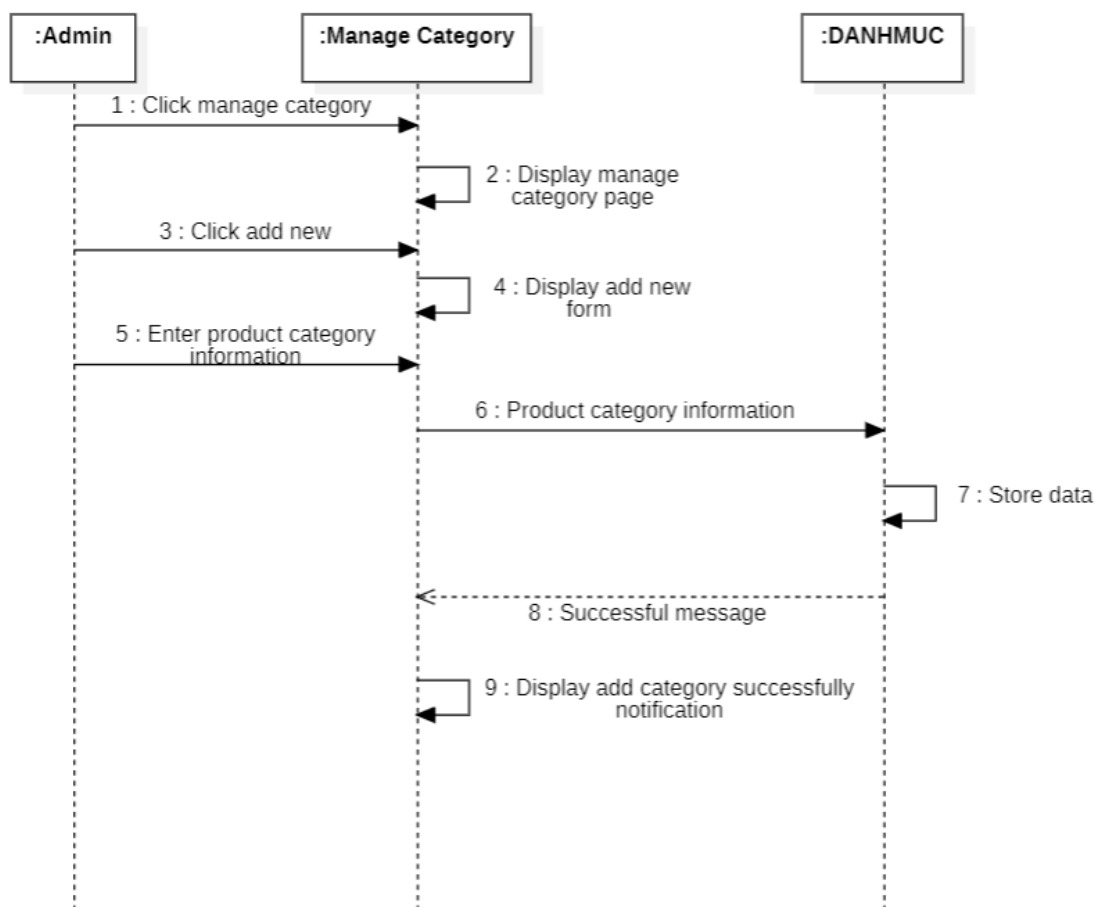 :Admin
:Manage Category
:DANHMUC
1 : Click manage category
2 : Display manage
category page
3 : Click add new
4 : Display add new
form
5 : Enter product category
information
6 : Product category information
7 : Store data
8 : Successful message
9 : Display add category successfully
notification